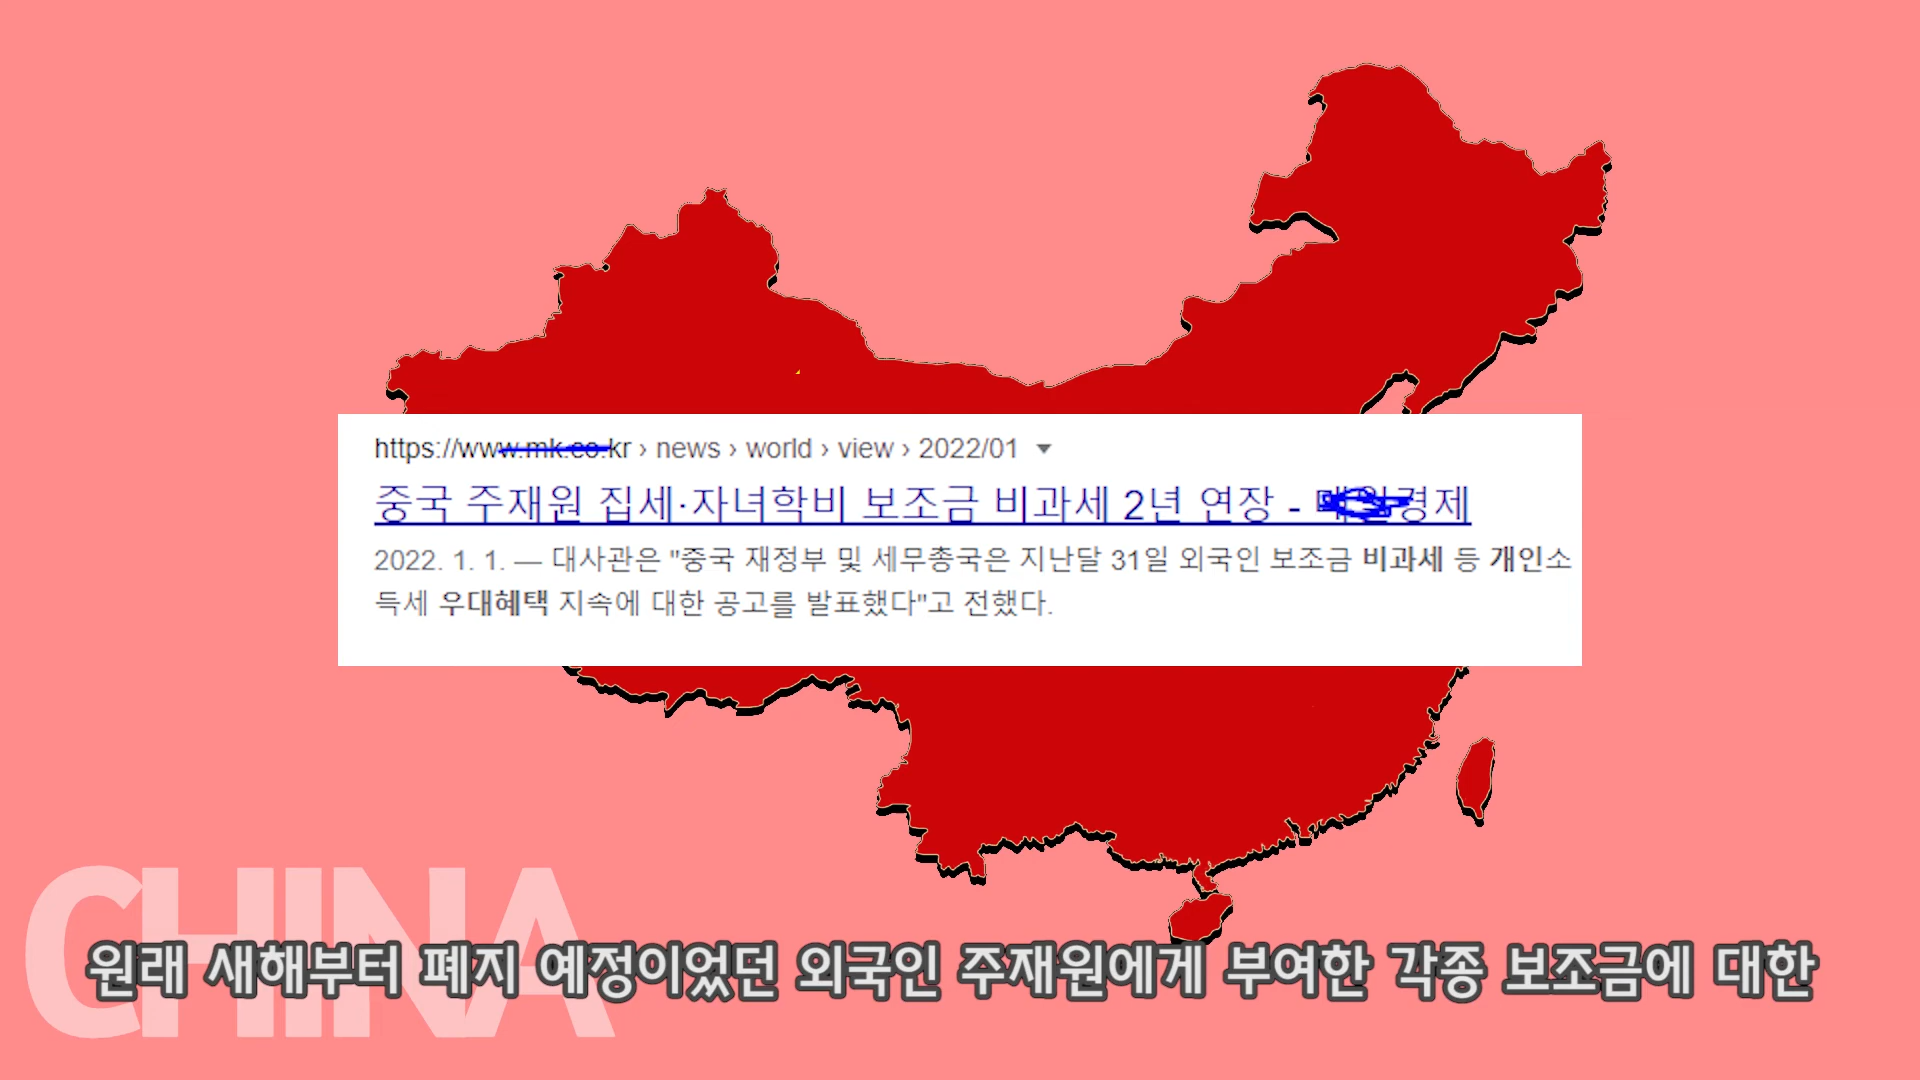 https://www.mk.co.kr › news › world › view › 2022/01
중국 주재원 집세·자녀학비 보조금 비과세 2년 연장 - 매일경제
2022. 1. 1. — 대사관은 "중국 재정부 및 세무총국은 지난달 31일 외국인 보조금 비과세 등 개인소
득세 우대혜택 지속에 대한 공고를 발표했다"고 전했다.
CHINA
원래 새해부터 폐지 예정이었던 외국인 주재원에게 부여한 각종 보조금에 대한